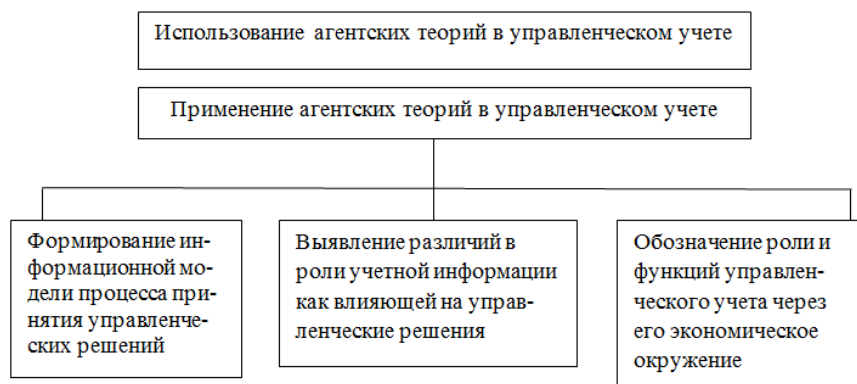 Использование агентских теорий в управленческом учете
Применение агентских теорий в управленческом учете
Формирование ин-
формационной мо-
дели процесса при-
нятия управленче-
ских решений
Выявление различий в
роли учетной информации
как влияющей на управ-
ленческие решения
Обозначение роли и
функций управлен-
ческого учета через
его экономическое
окружение